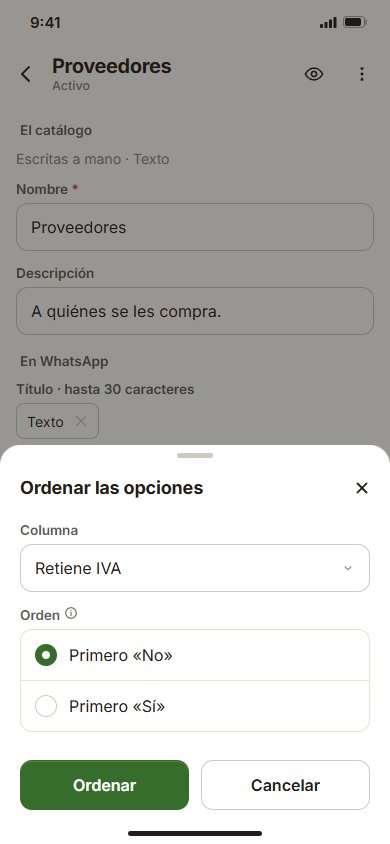 9:41
Proveedores
Activo
El catálogo
Escritas a mano · Texto
Nombre *
Proveedores
Descripción
A quiénes se les compra.
En WhatsApp
Título · hasta 30 caracteres
Texto
Ordenar las opciones
Columna
Retiene IVA
Orden
Primero «No»
Primero «Sí»
Ordenar
Cancelar